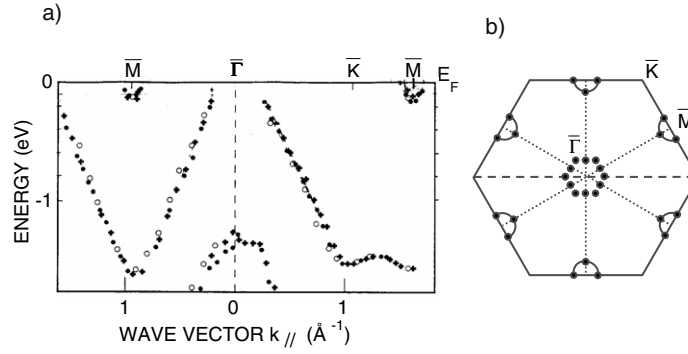 a)
M̅ Γ̅ K̅ M̅
E_F
0
-1
ENERGY (eV)
1 0 1
WAVE VECTOR k_{//} (Å⁻¹)
b)
K̅
M̅
Γ̅